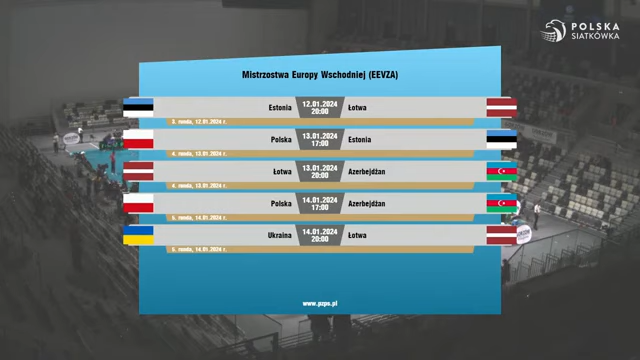 POLSKA
SIATKÓWKA
Mistrzostwa Europy Wschodniej (EEVZA)
Estonia 12.01.2024 20:00 Łotwa
3. runda, 12.01.2024 r.
Polska 13.01.2024 17:00 Estonia
4. runda, 13.01.2024 r.
Łotwa 13.01.2024 20:00 Azerbejdżan
4. runda, 13.01.2024 r.
Polska 14.01.2024 17:00 Azerbejdżan
5. runda, 14.01.2024 r.
Ukraina 14.01.2024 20:00 Łotwa
5. runda, 14.01.2024 r.
www.pzps.pl